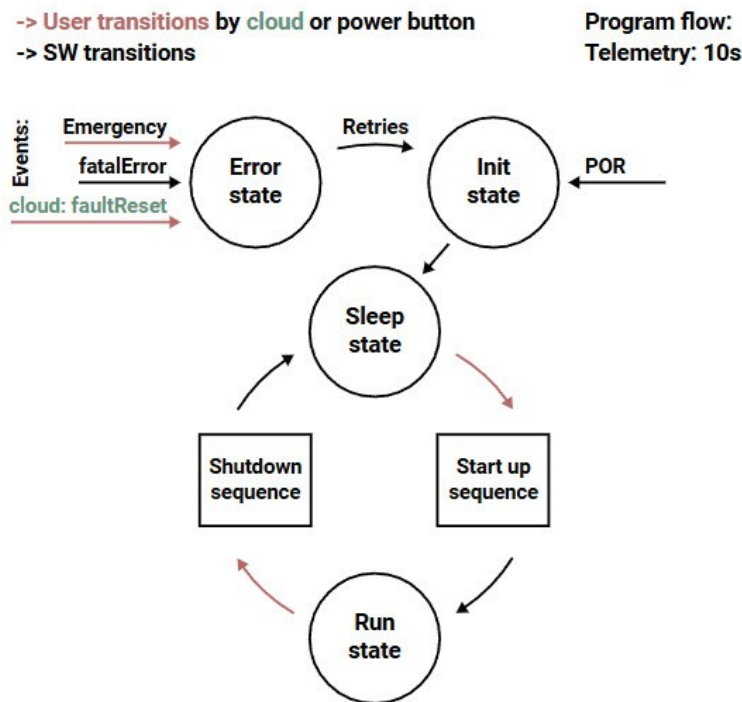 -> User transitions by cloud or power button
-> SW transitions
Program flow:
Telemetry: 10s
Events:
Emergency
fatalError
cloud: faultReset
Error
state
Retries
Init
state
POR
Sleep
state
Shutdown
sequence
Start up
sequence
Run
state